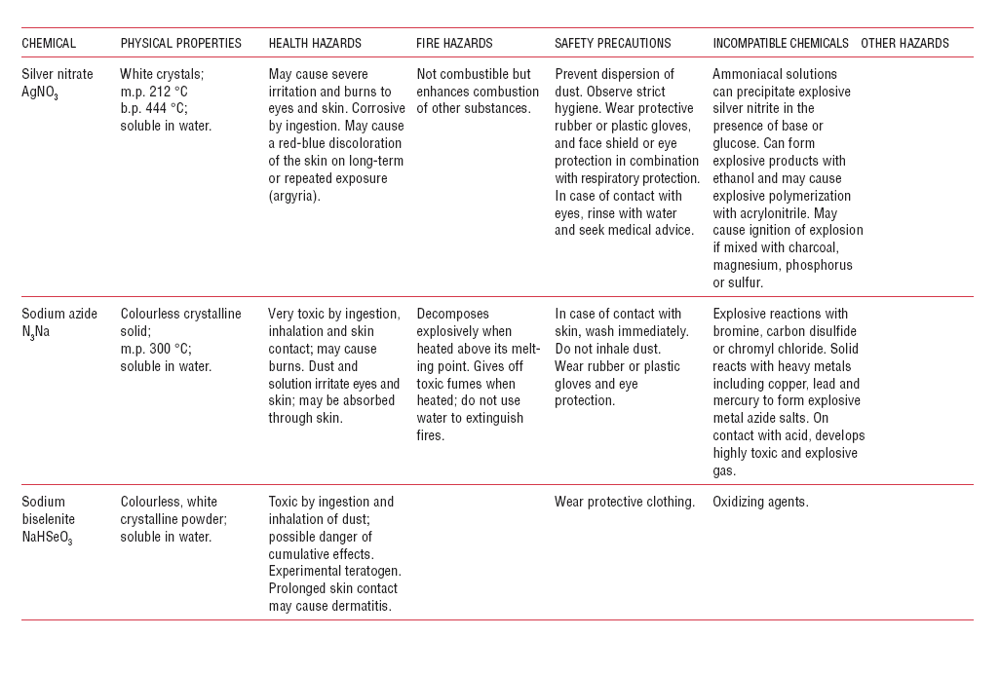 CHEMICAL PHYSICAL PROPERTIES HEALTH HAZARDS FIRE HAZARDS SAFETY PRECAUTIONS INCOMPATIBLE CHEMICALS OTHER HAZARDS
Silver nitrate
AgNO3
White crystals;
m.p. 212 °C
b.p. 444 °C;
soluble in water.
May cause severe
irritation and burns to
eyes and skin. Corrosive
by ingestion. May cause
a red-blue discoloration
of the skin on long-term
or repeated exposure
(argyria).
Not combustible but
enhances combustion
of other substances.
Prevent dispersion of
dust. Observe strict
hygiene. Wear protective
rubber or plastic gloves,
and face shield or eye
protection in combination
with respiratory protection.
In case of contact with
eyes, rinse with water
and seek medical advice.
Ammoniacal solutions
can precipitate explosive
silver nitrite in the
presence of base or
glucose. Can form
explosive products with
ethanol and may cause
explosive polymerization
with acrylonitrile. May
cause ignition of explosion
if mixed with charcoal,
magnesium, phosphorus
or sulfur.
Sodium azide
N3Na
Colourless crystalline
solid;
m.p. 300 °C;
soluble in water.
Very toxic by ingestion,
inhalation and skin
contact; may cause
burns. Dust and
solution irritate eyes and
skin; may be absorbed
through skin.
Decomposes
explosively when
heated above its melt-
ing point. Gives off
toxic fumes when
heated; do not use
water to extinguish
fires.
In case of contact with
skin, wash immediately.
Do not inhale dust.
Wear rubber or plastic
gloves and eye
protection.
Explosive reactions with
bromine, carbon disulfide
or chromyl chloride. Solid
reacts with heavy metals
including copper, lead and
mercury to form explosive
metal azide salts. On
contact with acid, develops
highly toxic and explosive
gas.
Sodium
biselenite
NaHSeO3
Colourless, white
crystalline powder;
soluble in water.
Toxic by ingestion and
inhalation of dust;
possible danger of
cumulative effects.
Experimental teratogen.
Prolonged skin contact
may cause dermatitis.
Wear protective clothing.
Oxidizing agents.